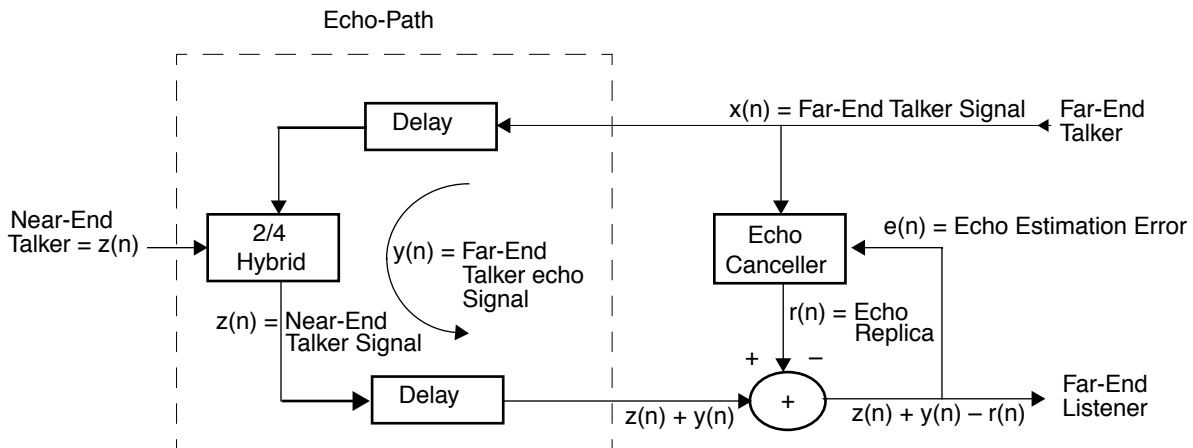 Echo-Path
Delay
x(n) = Far-End Talker Signal
Far-End
Talker
Near-End
Talker = z(n)
2/4
Hybrid
y(n) = Far-End
Talker echo
Signal
Echo
Canceller
e(n) = Echo Estimation Error
z(n) = Near-End
Talker Signal
r(n) = Echo
Replica
+ −
Delay
z(n) + y(n)
+
z(n) + y(n) − r(n)
Far-End
Listener